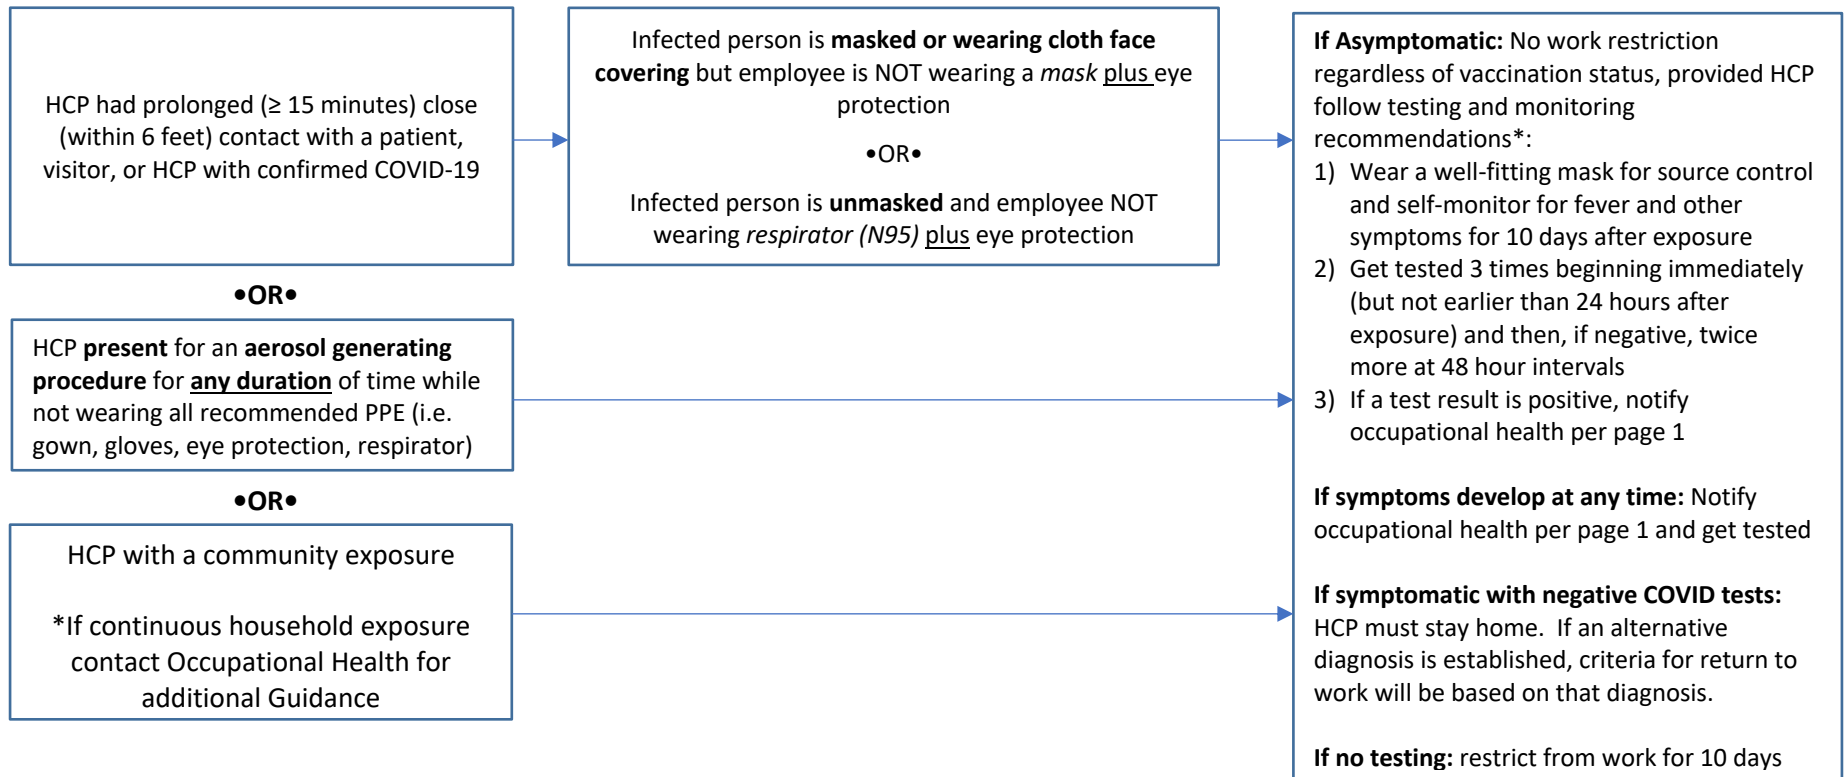 HCP had prolonged (≥ 15 minutes) close
(within 6 feet) contact with a patient,
visitor, or HCP with confirmed COVID-19
•OR•
HCP present for an aerosol generating
procedure for any duration of time while
not wearing all recommended PPE (i.e.
gown, gloves, eye protection, respirator)
•OR•
HCP with a community exposure
*If continuous household exposure
contact Occupational Health for
additional Guidance
Infected person is masked or wearing cloth face
covering but employee is NOT wearing a mask plus eye
protection
•OR•
Infected person is unmasked and employee NOT
wearing respirator (N95) plus eye protection
If Asymptomatic: No work restriction
regardless of vaccination status, provided HCP
follow testing and monitoring
recommendations*:
1) Wear a well-fitting mask for source control
and self-monitor for fever and other
symptoms for 10 days after exposure
2) Get tested 3 times beginning immediately
(but not earlier than 24 hours after
exposure) and then, if negative, twice
more at 48 hour intervals
3) If a test result is positive, notify
occupational health per page 1
If symptoms develop at any time: Notify
occupational health per page 1 and get tested
If symptomatic with negative COVID tests:
HCP must stay home. If an alternative
diagnosis is established, criteria for return to
work will be based on that diagnosis.
If no testing: restrict from work for 10 days